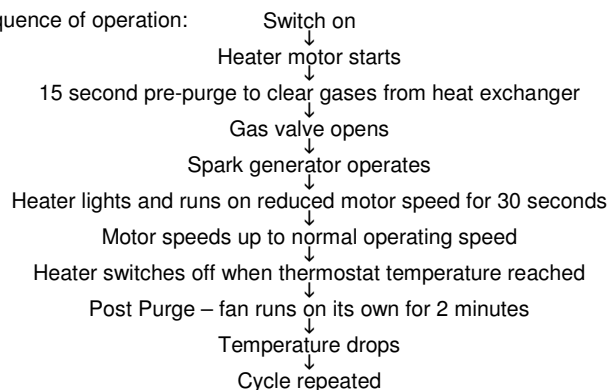 quence of operation: Switch on
↓
Heater motor starts
↓
15 second pre-purge to clear gases from heat exchanger
↓
Gas valve opens
↓
Spark generator operates
↓
Heater lights and runs on reduced motor speed for 30 seconds
↓
Motor speeds up to normal operating speed
↓
Heater switches off when thermostat temperature reached
↓
Post Purge – fan runs on its own for 2 minutes
↓
Temperature drops
↓
Cycle repeated